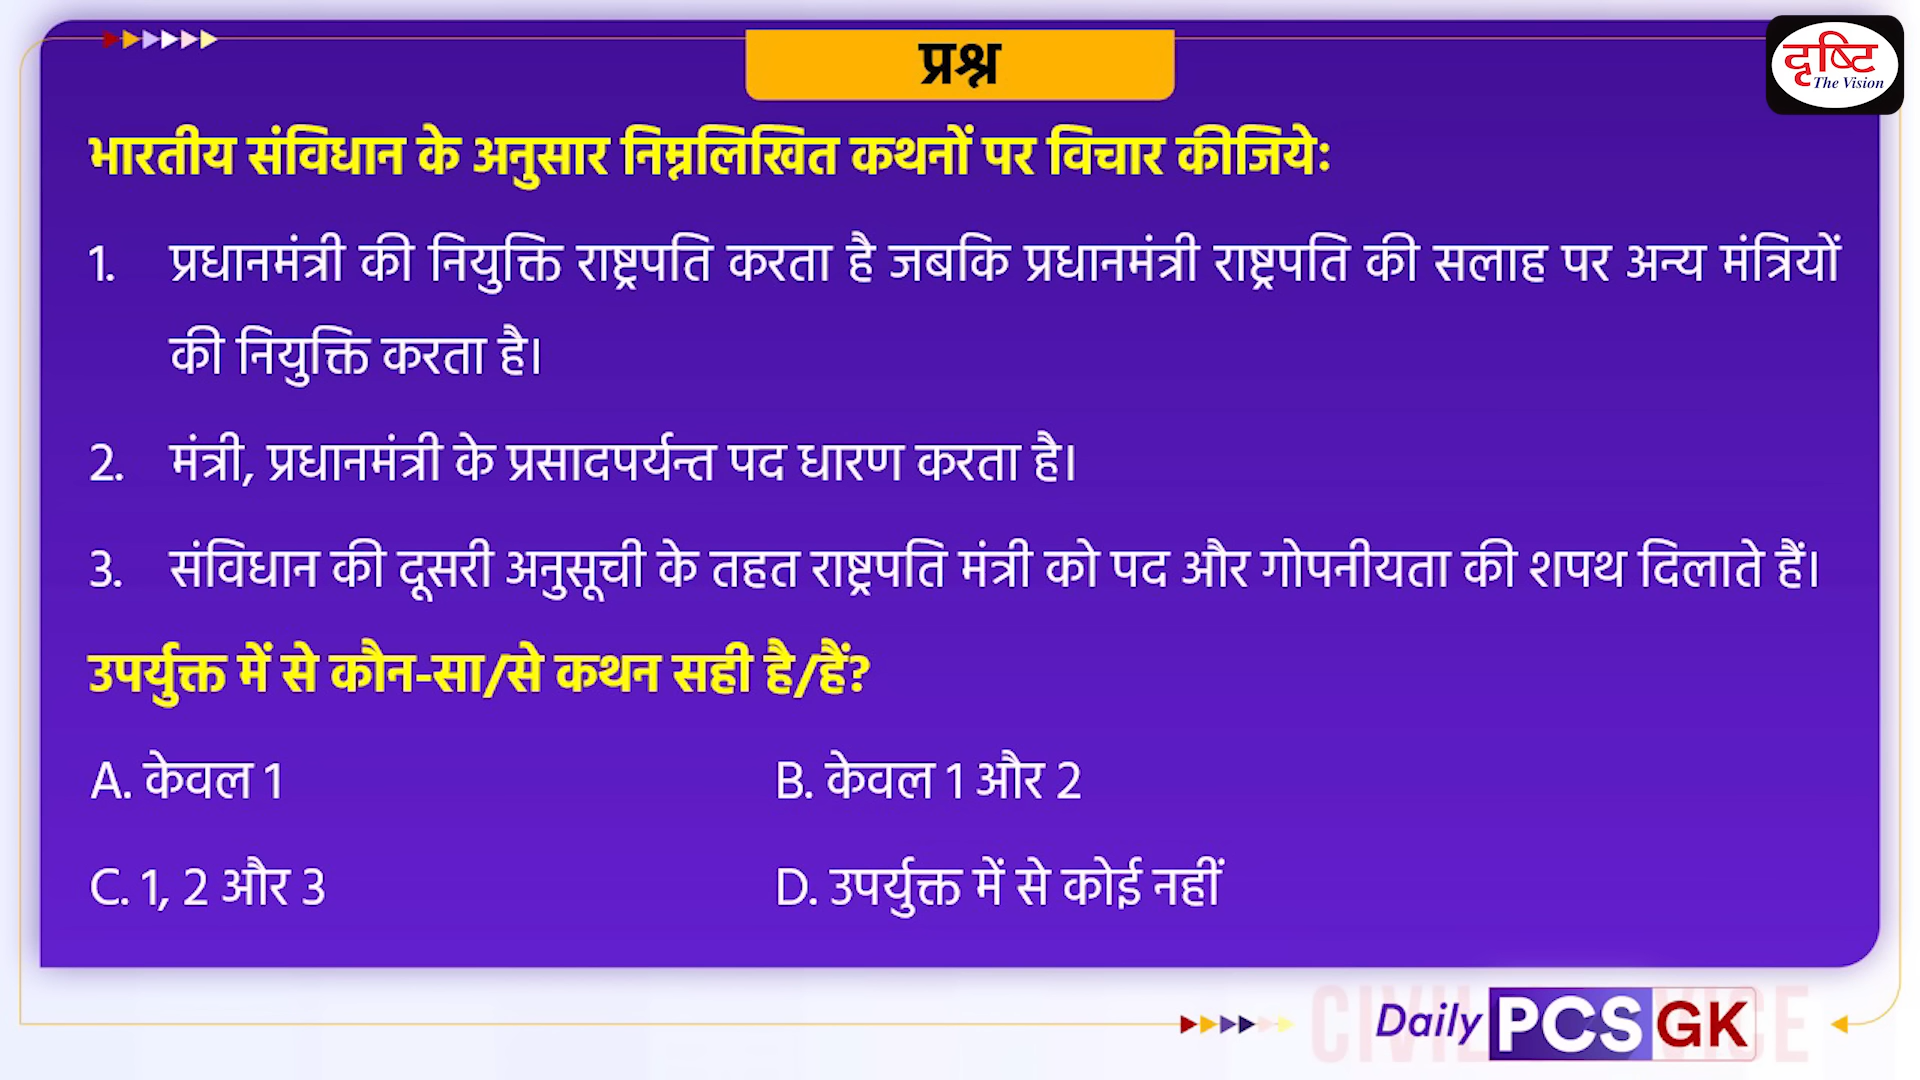 प्रश्न
दृष्टि
The Vision
भारतीय संविधान के अनुसार निम्नलिखित कथनों पर विचार कीजिये:
1. प्रधानमंत्री की नियुक्ति राष्ट्रपति करता है जबकि प्रधानमंत्री राष्ट्रपति की सलाह पर अन्य मंत्रियों
की नियुक्ति करता है।
2. मंत्री, प्रधानमंत्री के प्रसादपर्यन्त पद धारण करता है।
3. संविधान की दूसरी अनुसूची के तहत राष्ट्रपति मंत्री को पद और गोपनीयता की शपथ दिलाते हैं।
उपर्युक्त में से कौन-सा/से कथन सही है/हैं?
A. केवल 1 B. केवल 1 और 2
C. 1, 2 और 3 D. उपर्युक्त में से कोई नहीं
Daily PCS GK